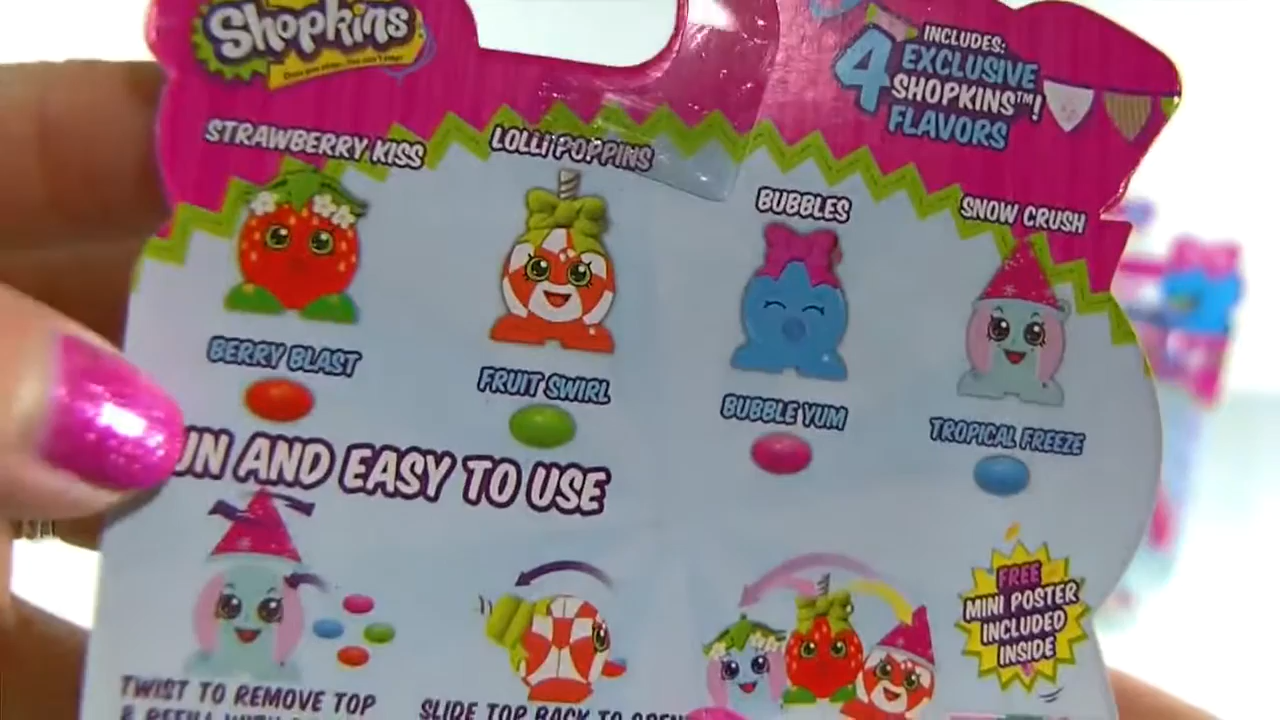 Shopkins
INCLUDES:
4 EXCLUSIVE
SHOPKINS™!
FLAVORS
STRAWBERRY KISS
LOLLI POPPINS
BUBBLES
SNOW CRUSH
BERRY BLAST
FRUIT SWIRL
BUBBLE YUM
TROPICAL FREEZE
UN AND EASY TO USE
FREE
MINI POSTER
INCLUDED
INSIDE
TWIST TO REMOVE TOP
& REFILL WITH
SLIDE TOP BACK TO OPEN